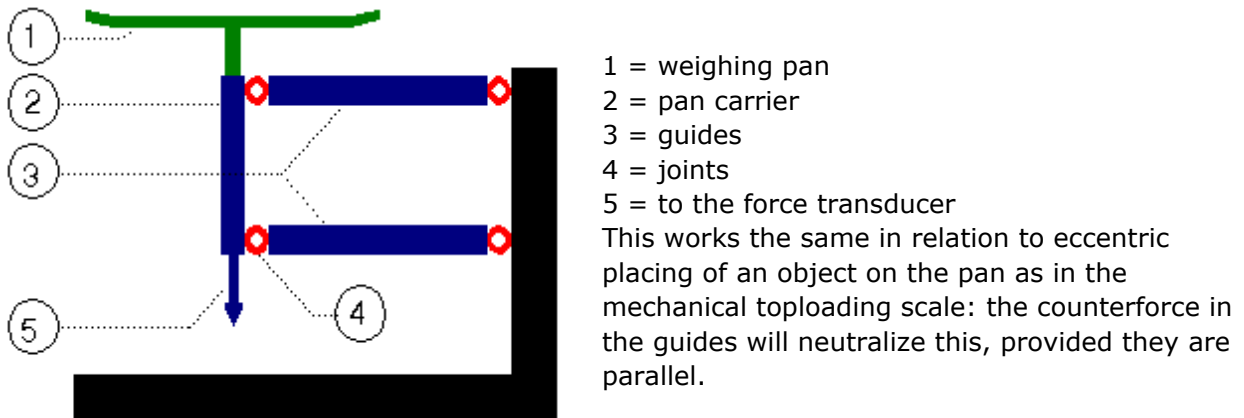 1
2
3
4
5
1 = weighing pan
2 = pan carrier
3 = guides
4 = joints
5 = to the force transducer
This works the same in relation to eccentric
placing of an object on the pan as in the
mechanical toploading scale: the counterforce in
the guides will neutralize this, provided they are
parallel.